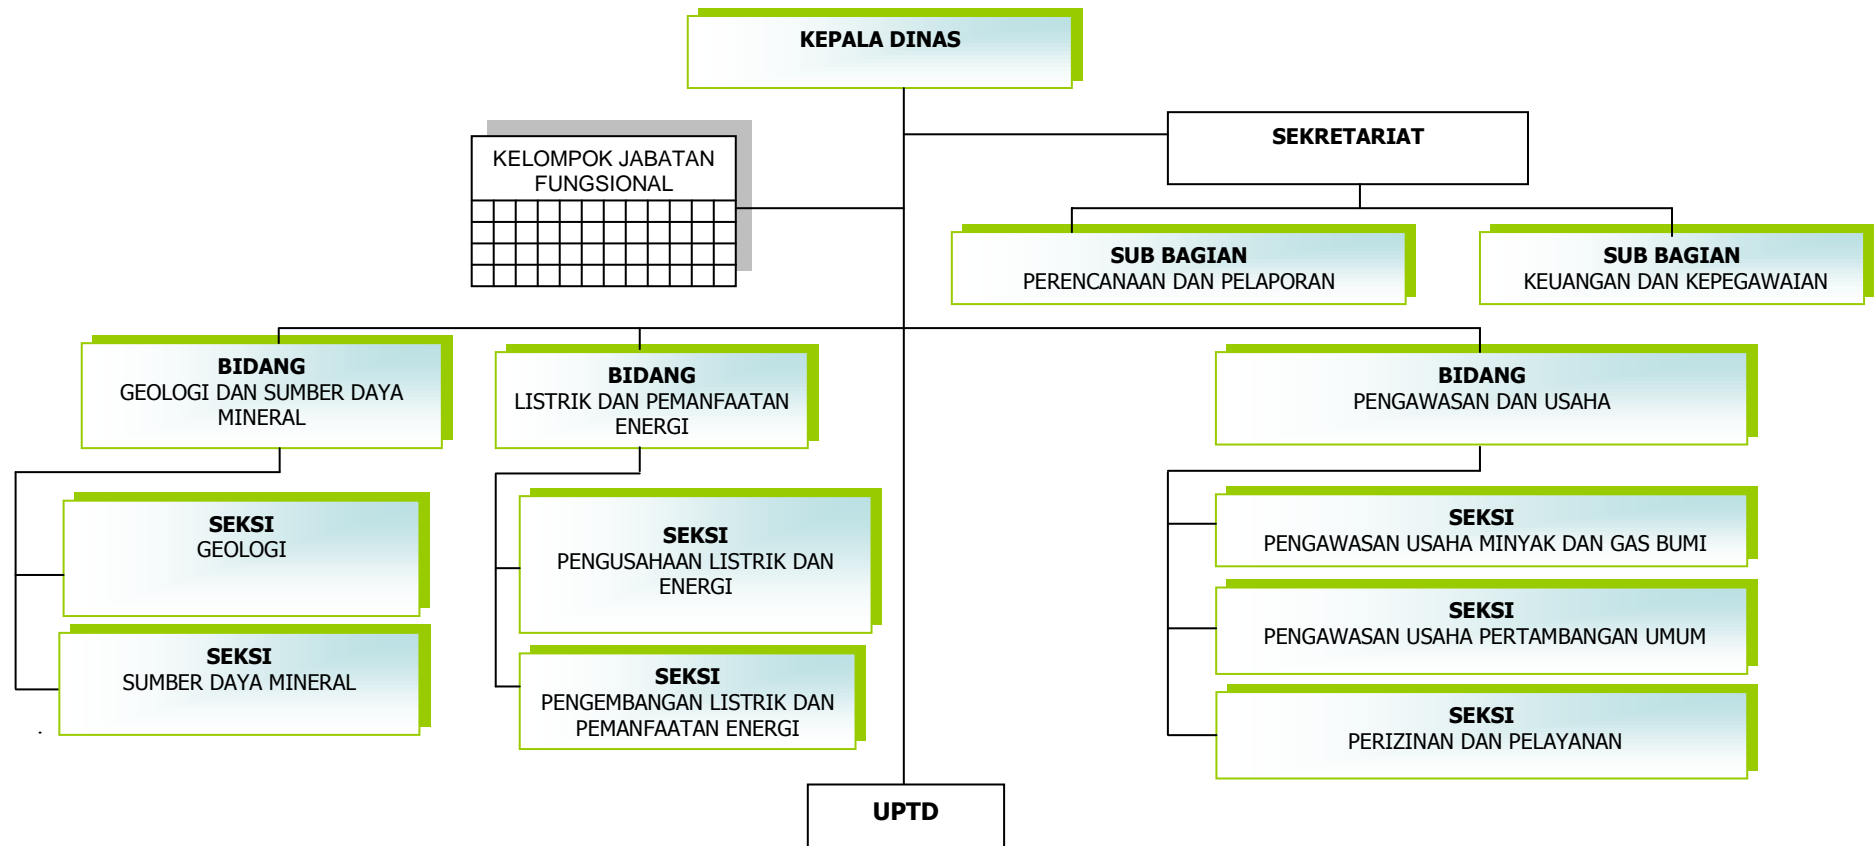 KEPALA DINAS
SEKRETARIAT
KELOMPOK JABATAN
FUNGSIONAL
SUB BAGIAN
PERENCANAAN DAN PELAPORAN
SUB BAGIAN
KEUANGAN DAN KEPEGAWAIAN
BIDANG
GEOLOGI DAN SUMBER DAYA
MINERAL
BIDANG
LISTRIK DAN PEMANFAATAN
ENERGI
BIDANG
PENGAWASAN DAN USAHA
SEKSI
GEOLOGI
SEKSI
SUMBER DAYA MINERAL
SEKSI
PENGUSAHAAN LISTRIK DAN
ENERGI
SEKSI
PENGEMBANGAN LISTRIK DAN
PEMANFAATAN ENERGI
SEKSI
PENGAWASAN USAHA MINYAK DAN GAS BUMI
SEKSI
PENGAWASAN USAHA PERTAMBANGAN UMUM
SEKSI
PERIZINAN DAN PELAYANAN
.
UPTD